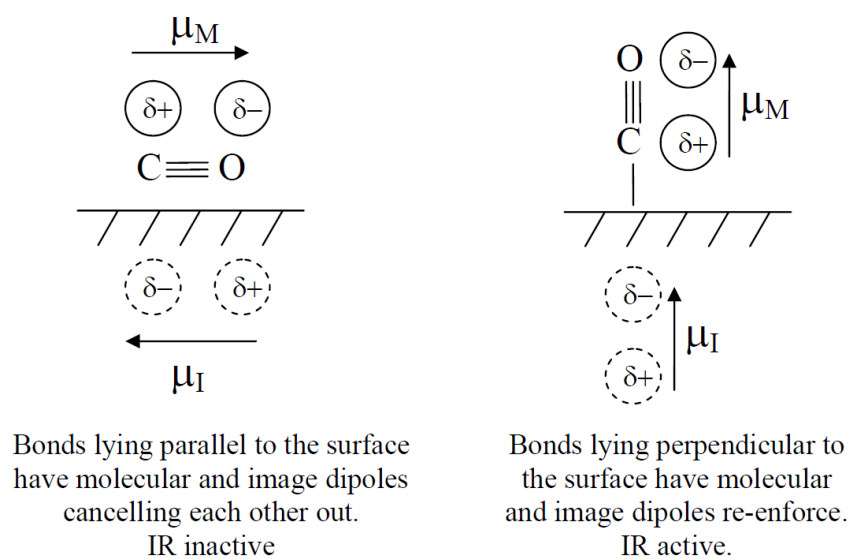 μM
δ+ δ−
C≡O
δ− δ+
μI
Bonds lying parallel to the surface
have molecular and image dipoles
cancelling each other out.
IR inactive
O δ−
μM
C δ+
δ−
μI
δ+
Bonds lying perpendicular to
the surface have molecular
and image dipoles re-enforce.
IR active.